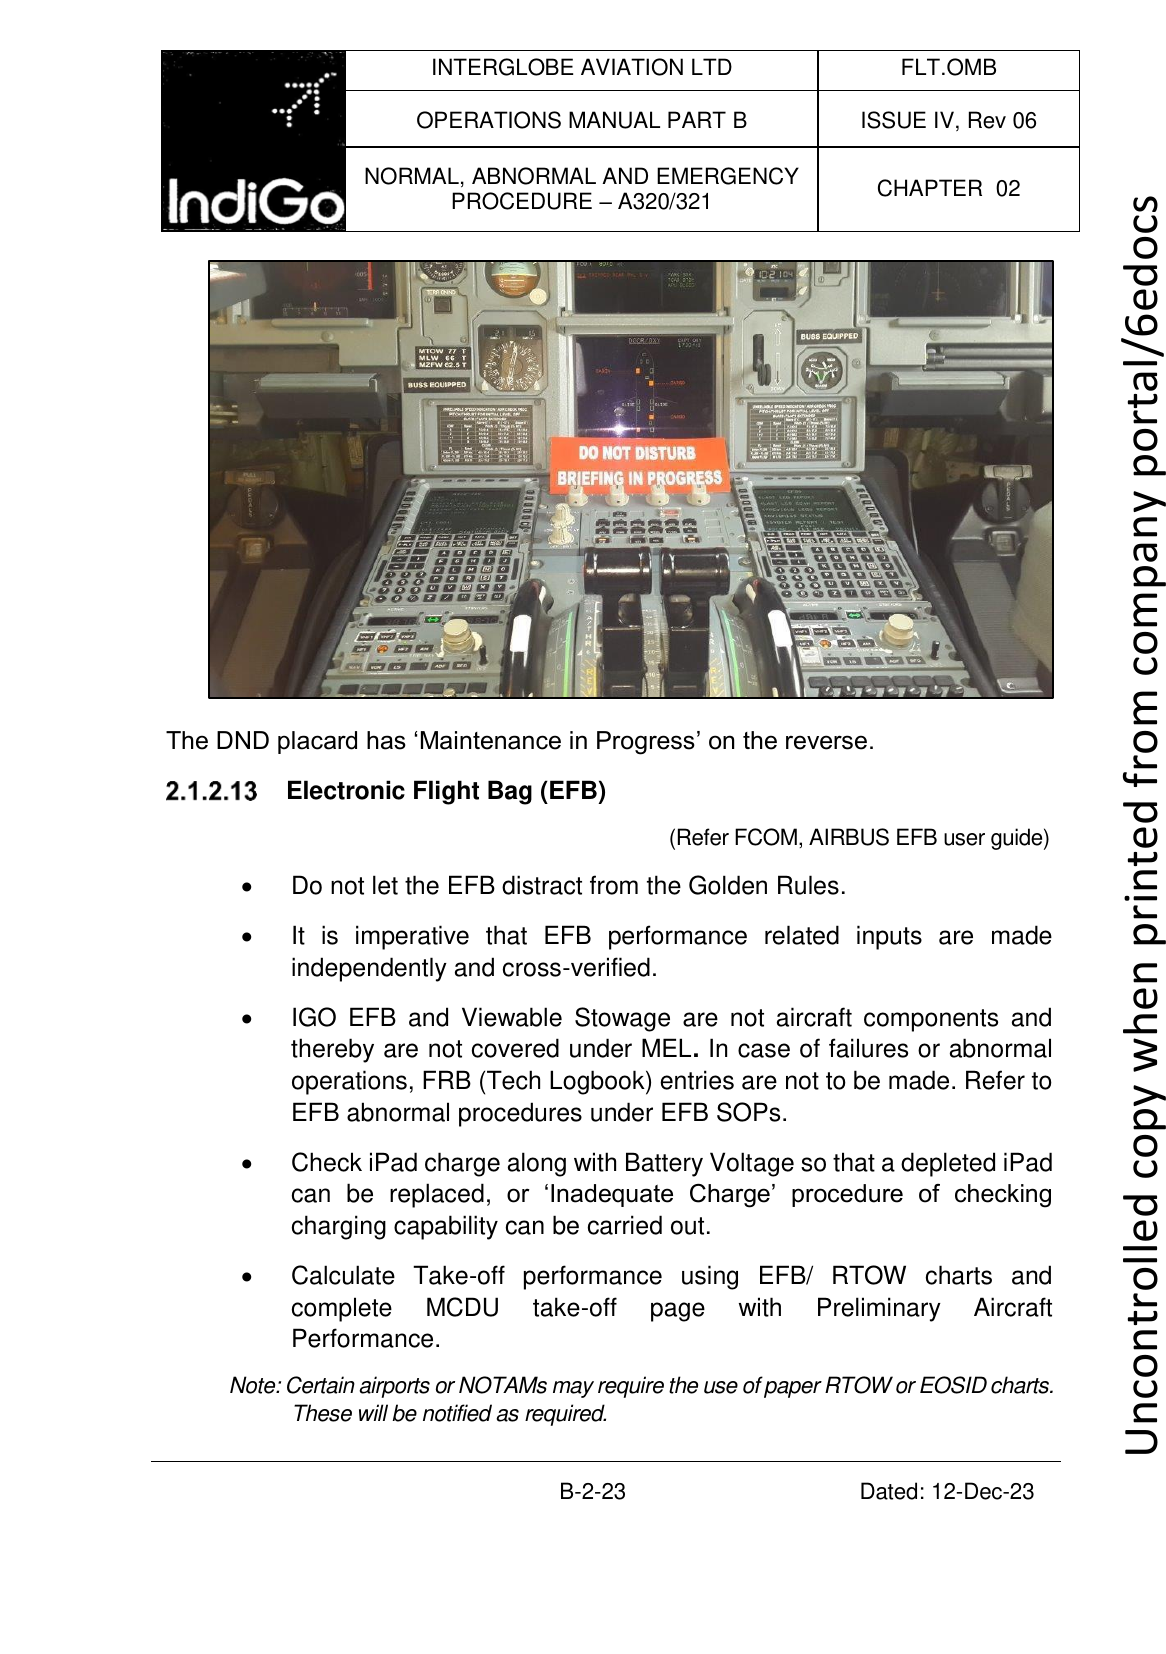 INTERGLOBE AVIATION LTD
FLT.OMB
OPERATIONS MANUAL PART B
ISSUE IV, Rev 06
NORMAL, ABNORMAL AND EMERGENCY
PROCEDURE – A320/321
CHAPTER 02
IndiGo
BUSS EQUIPPED
MTOW 77 T
MLW 66 T
MZFW 62.5 T
BUSS EQUIPPED
DOOR/OXY
DO NOT DISTURB
BRIEFING IN PROGRESS
The DND placard has ‘Maintenance in Progress’ on the reverse.
2.1.2.13 Electronic Flight Bag (EFB)
(Refer FCOM, AIRBUS EFB user guide)
• Do not let the EFB distract from the Golden Rules.
• It is imperative that EFB performance related inputs are made
independently and cross-verified.
• IGO EFB and Viewable Stowage are not aircraft components and
thereby are not covered under MEL. In case of failures or abnormal
operations, FRB (Tech Logbook) entries are not to be made. Refer to
EFB abnormal procedures under EFB SOPs.
• Check iPad charge along with Battery Voltage so that a depleted iPad
can be replaced, or ‘Inadequate Charge’ procedure of checking
charging capability can be carried out.
• Calculate Take-off performance using EFB/ RTOW charts and
complete MCDU take-off page with Preliminary Aircraft
Performance.
Note: Certain airports or NOTAMs may require the use of paper RTOW or EOSID charts.
These will be notified as required.
B-2-23
Dated: 12-Dec-23
Uncontrolled copy when printed from company portal/6edocs